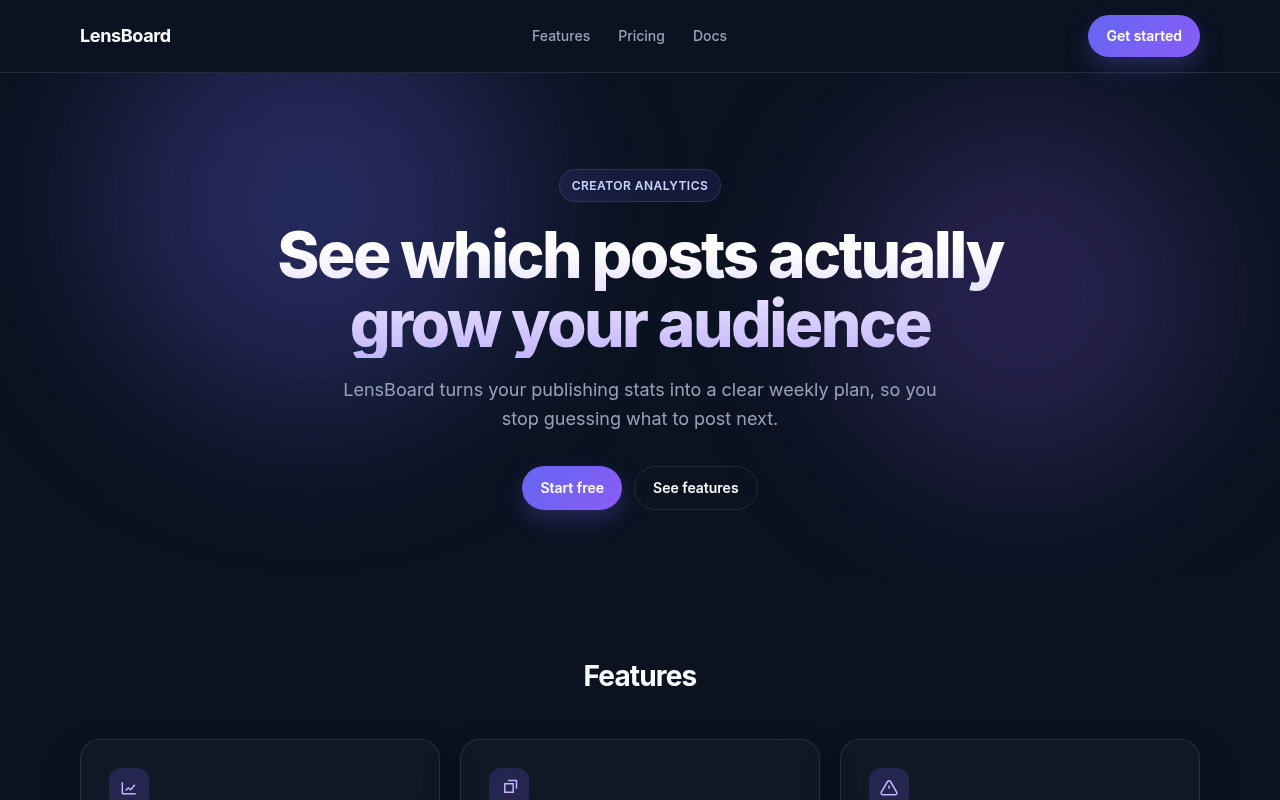 LensBoard
Features
Pricing
Docs
Get started
CREATOR ANALYTICS
See which posts actually
grow your audience
LensBoard turns your publishing stats into a clear weekly plan, so you
stop guessing what to post next.
Start free
See features
Features